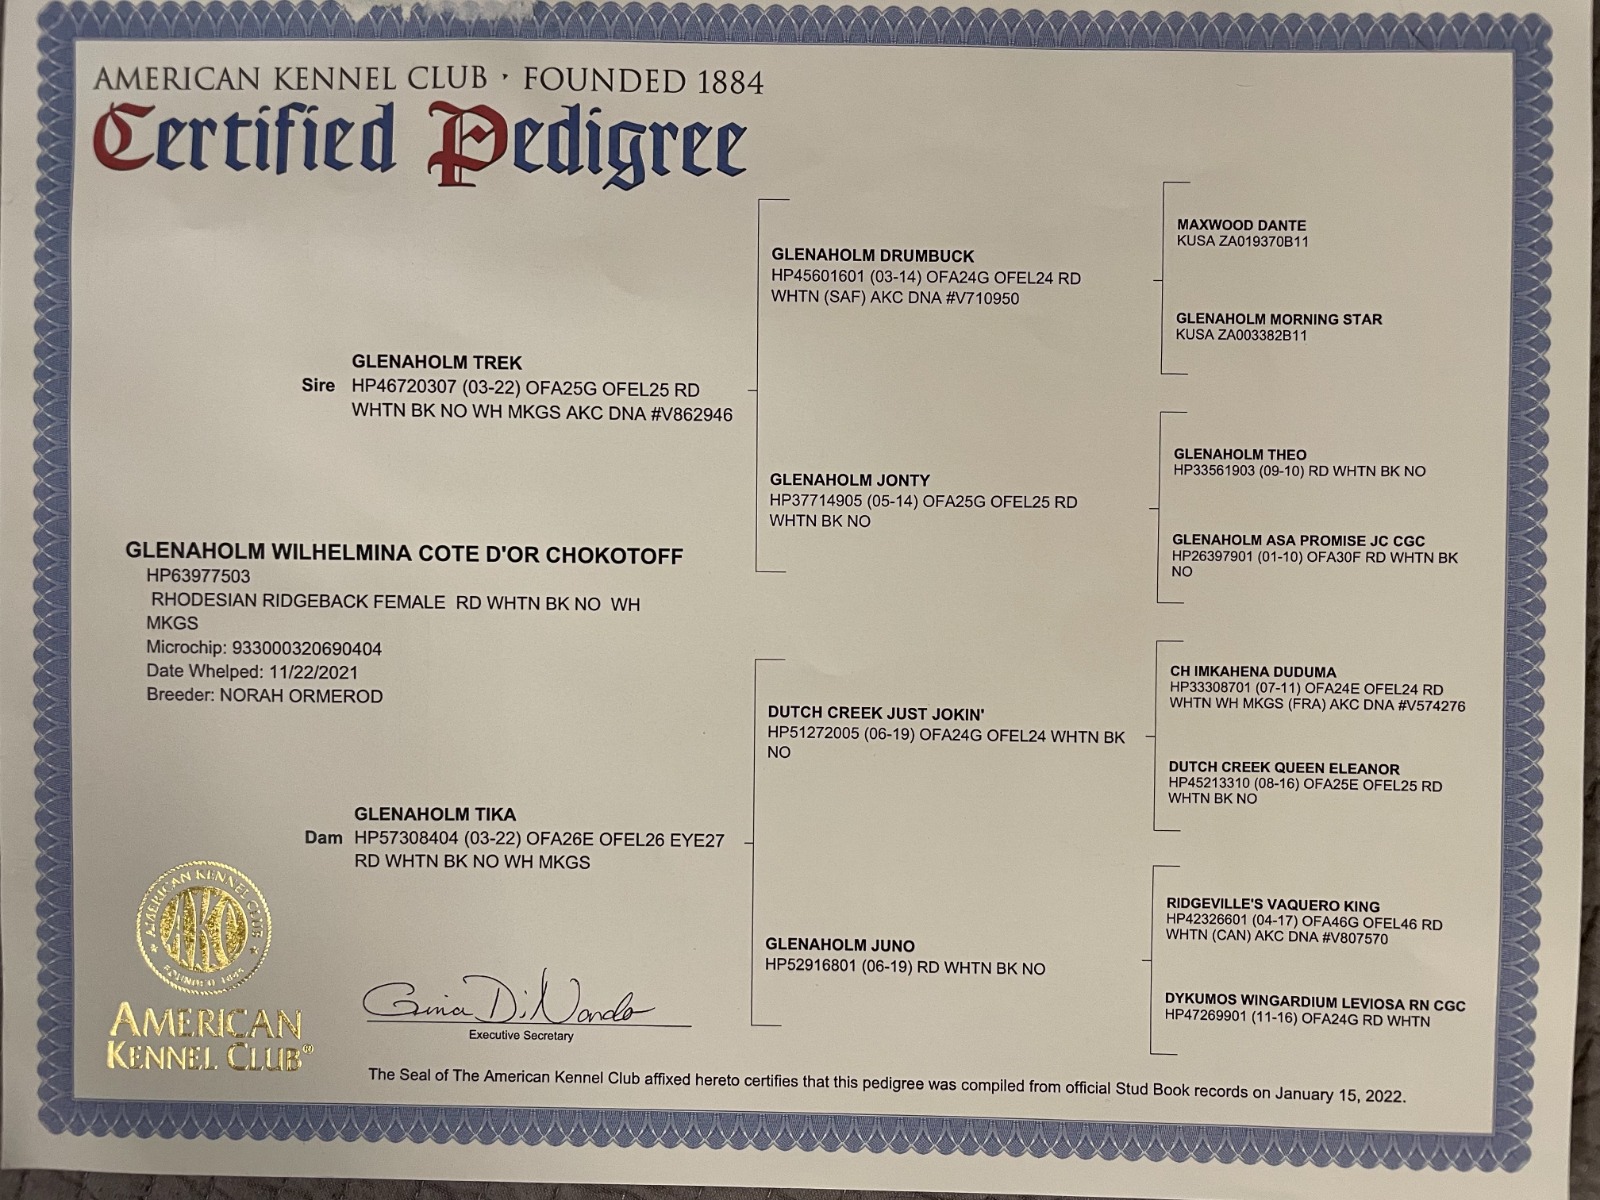 AMERICAN KENNEL CLUB · FOUNDED 1884
Certified Pedigree
GLENAHOLM TREK
Sire HP46720307 (03-22) OFA25G OFEL25 RD
WHTN BK NO WH MKGS AKC DNA #V862946
GLENAHOLM WILHELMINA COTE D'OR CHOKOTOFF
HP63977503
RHODESIAN RIDGEBACK FEMALE RD WHTN BK NO WH
MKGS
Microchip: 933000320690404
Date Whelped: 11/22/2021
Breeder: NORAH ORMEROD
GLENAHOLM TIKA
Dam HP57308404 (03-22) OFA26E OFEL26 EYE27
RD WHTN BK NO WH MKGS
GLENAHOLM DRUMBUCK
HP45601601 (03-14) OFA24G OFEL24 RD
WHTN (SAF) AKC DNA #V710950
GLENAHOLM JONTY
HP37714905 (05-14) OFA25G OFEL25 RD
WHTN BK NO
DUTCH CREEK JUST JOKIN'
HP51272005 (06-19) OFA24G OFEL24 WHTN BK
NO
GLENAHOLM JUNO
HP52916801 (06-19) RD WHTN BK NO
MAXWOOD DANTE
KUSA ZA019370B11
GLENAHOLM MORNING STAR
KUSA ZA003382B11
GLENAHOLM THEO
HP33561903 (09-10) RD WHTN BK NO
GLENAHOLM ASA PROMISE JC CGC
HP26397901 (01-10) OFA30F RD WHTN BK
NO
CH IMKAHENA DUDUMA
HP33308701 (07-11) OFA24E OFEL24 RD
WHTN WH MKGS (FRA) AKC DNA #V574276
DUTCH CREEK QUEEN ELEANOR
HP45213310 (08-16) OFA25E OFEL25 RD
WHTN BK NO
RIDGEVILLE'S VAQUERO KING
HP42326601 (04-17) OFA46G OFEL46 RD
WHTN (CAN) AKC DNA #V807570
DYKUMOS WINGARDIUM LEVIOSA RN CGC
HP47269901 (11-16) OFA24G RD WHTN
AMERICAN KENNEL CLUB
AKC
FOUNDED 1884
AMERICAN
KENNEL CLUB®
Gina DiNardo
Executive Secretary
The Seal of The American Kennel Club affixed hereto certifies that this pedigree was compiled from official Stud Book records on January 15, 2022.